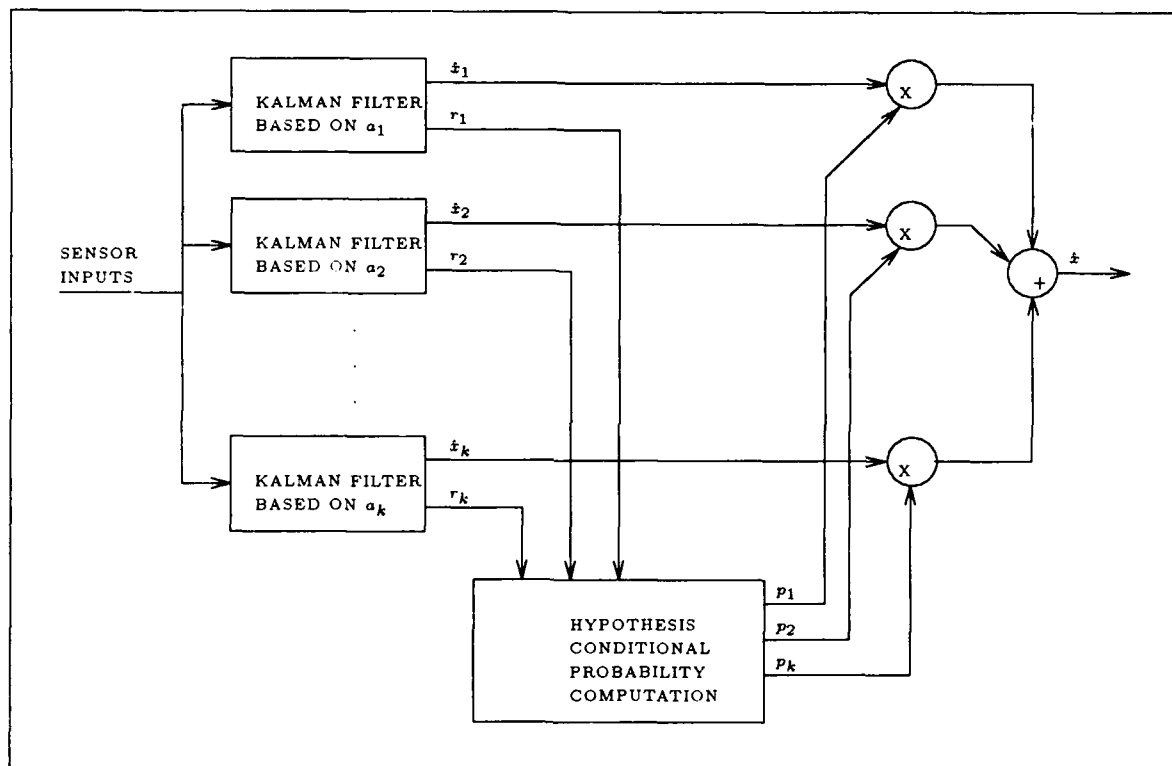 x̂₁
KALMAN FILTER
BASED ON a₁
r₁
X
x̂₂
KALMAN FILTER
BASED ON a₂
r₂
X
SENSOR
INPUTS
x̂
+
x̂ₖ
KALMAN FILTER
BASED ON aₖ
rₖ
X
p₁
HYPOTHESIS
p₂
CONDITIONAL
PROBABILITY
pₖ
COMPUTATION